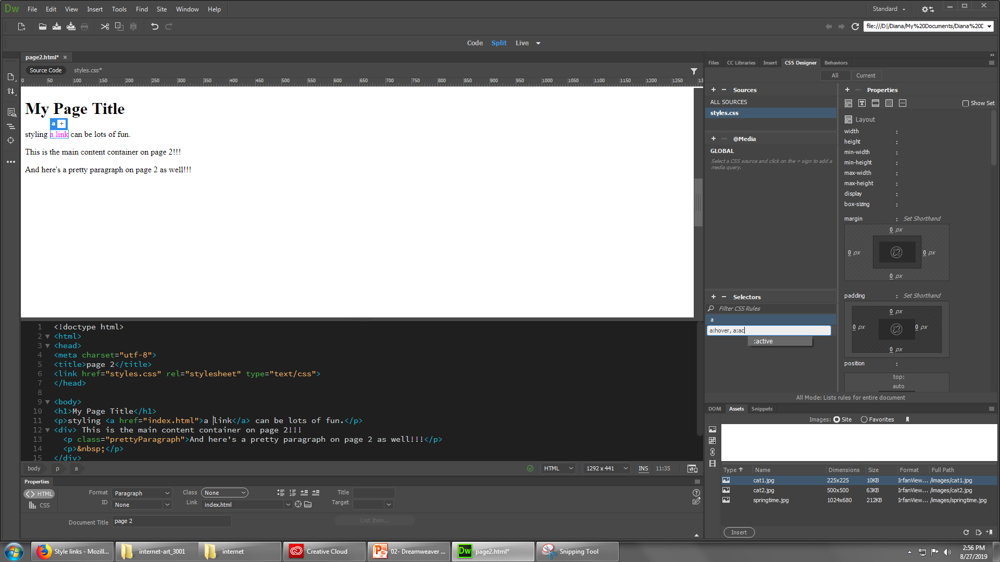 Dw File Edit View Insert Tools Find Site Window Help Standard
file:///D|/Diana/My%20Documents/Diana%20D
Code Split Live
page2.html*
Source Code styles.css*
0 50 100 150 200 250 300 350 400 450 500 550 600 650 700 750 800 850 900 950 1000 1050 1100 1150 1200 1250 13
My Page Title
a +
styling a link can be lots of fun.
This is the main content container on page 2!!!
And here's a pretty paragraph on page 2 as well!!!
1 <!doctype html>
2 <html>
3 <head>
4 <meta charset="utf-8">
5 <title>page 2</title>
6 <link href="styles.css" rel="stylesheet" type="text/css">
7 </head>
8
9 <body>
10 <h1>My Page Title</h1>
11 <p>styling <a href="index.html">a link</a> can be lots of fun.</p>
12 <div> This is the main content container on page 2!!!
13 <p class="prettyParagraph">And here's a pretty paragraph on page 2 as well!!!</p>
14 <p>&nbsp;</p>
15 </div>
body p a HTML 1292 x 441 INS 11:35
Properties
<> HTML Format Paragraph Class None Title
CSS ID None Link index.html Target
Document Title page 2 List Item...
Files CC Libraries Insert CSS Designer Behaviors
All Current
+ − Sources
ALL SOURCES
styles.css
+ − @Media
GLOBAL
Select a CSS source and click on the + sign to add a
media query.
+ − Selectors
Filter CSS Rules
a
a:hover, a:ac
:active
+ − Properties
T Show Set
Layout
width :
height :
min-width :
min-height :
max-width :
max-height :
display :
box-sizing :
margin : Set Shorthand
0 px
0 px 0 px
0 px
padding : Set Shorthand
0 px
0 px 0 px
0 px
position :
top:
auto
All Mode: Lists rules for entire document
DOM Assets Snippets
Images: Site Favorites
Type Name Dimensions Size Format Full Path
cat1.jpg 225x225 10KB IrfanView... /images/cat1.jpg
cat2.jpg 500x500 63KB IrfanView... /images/cat2.jpg
springtime.jpg 1024x680 212KB IrfanView... /images/springtime.jpg
Insert
Style links - Mozill... internet-art_3001 internet Creative Cloud 02- Dreamweaver ... Dw page2.html* Snipping Tool
2:56 PM
8/27/2019